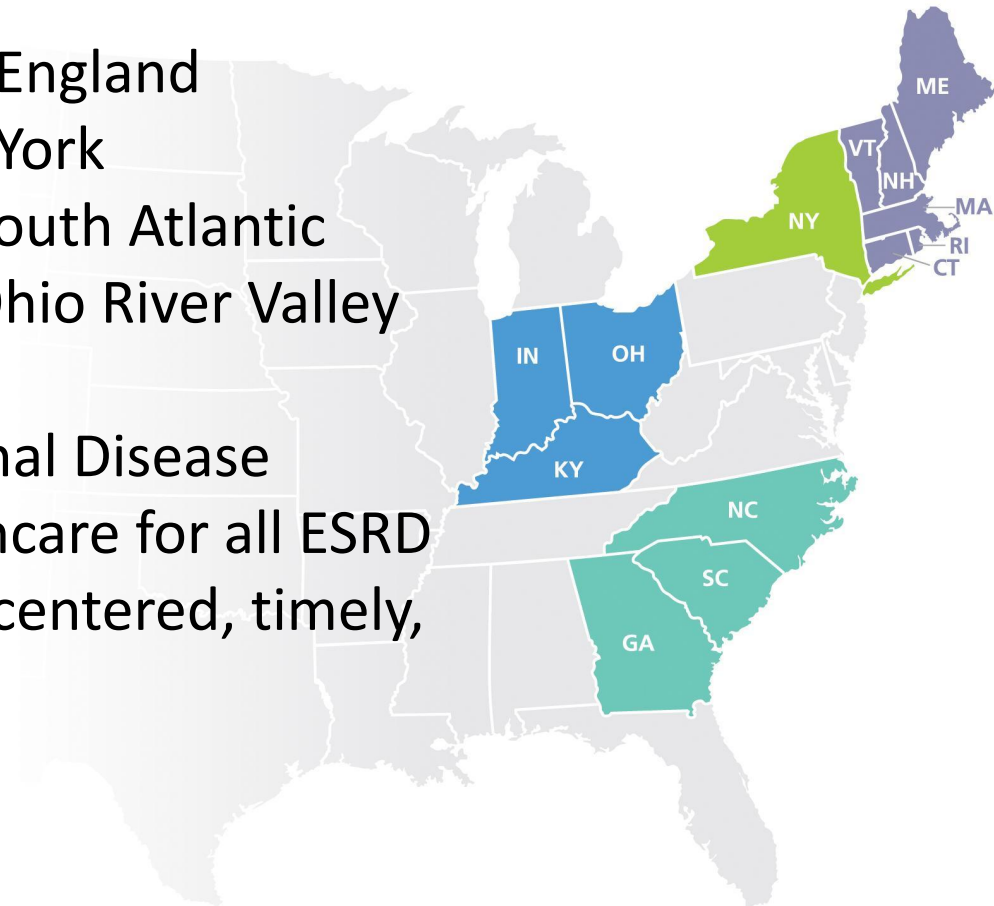 England
York
outh Atlantic
hio River Valley
nal Disease
hcare for all ESRD
centered, timely,
ME
VT
NH
MA
NY
RI
CT
IN
OH
KY
NC
SC
GA